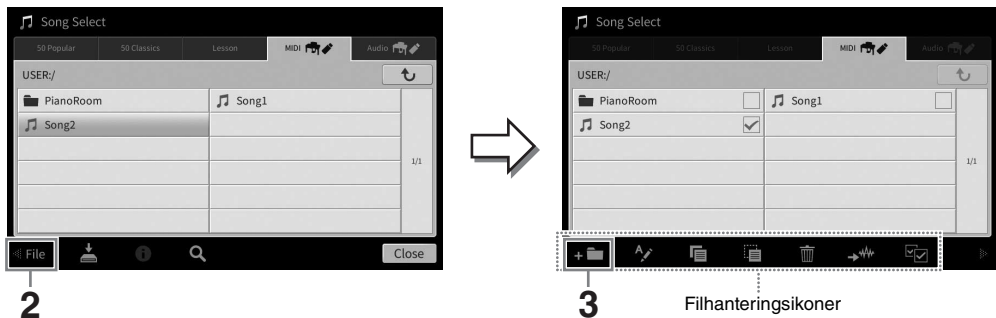 Song Select
50 Popular 50 Classics Lesson MIDI Audio
USER:/
PianoRoom Song1
Song2
1/1
File Close
2
Song Select
50 Popular 50 Classics Lesson MIDI Audio
USER:/
PianoRoom Song1
Song2
1/1
3 Filhanteringsikoner